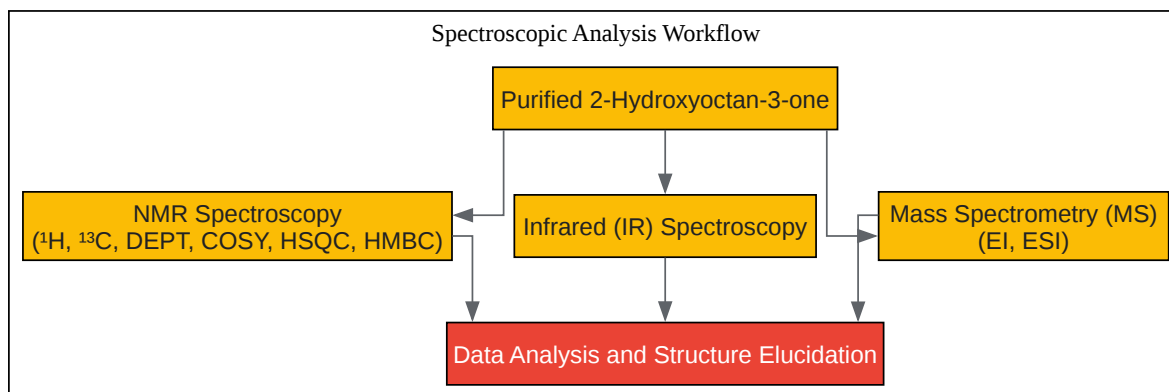 Spectroscopic Analysis Workflow
Purified 2-Hydroxyoctan-3-one
NMR Spectroscopy
(¹H, ¹³C, DEPT, COSY, HSQC, HMBC)
Infrared (IR) Spectroscopy
Mass Spectrometry (MS)
(EI, ESI)
Data Analysis and Structure Elucidation